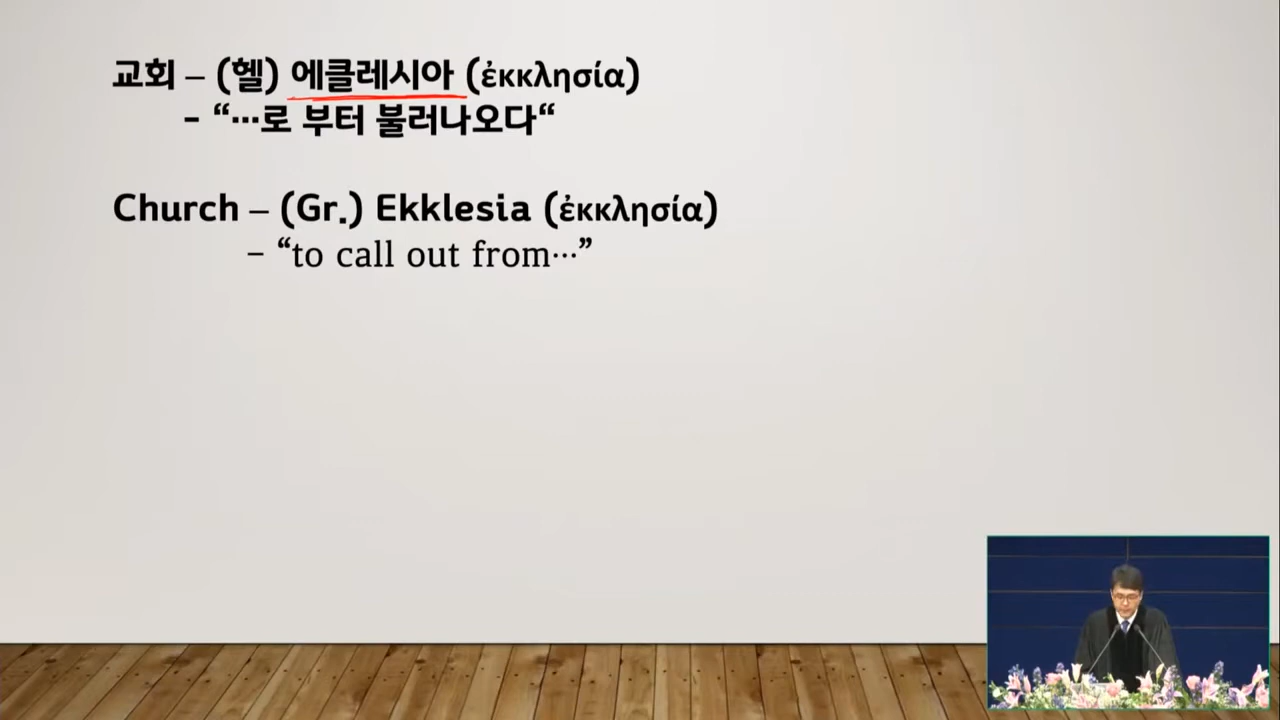 교회 – (헬) 에클레시아 (ἐκκλησία)
- “…로 부터 불러나오다“
Church – (Gr.) Ekklesia (ἐκκλησία)
– “to call out from…”